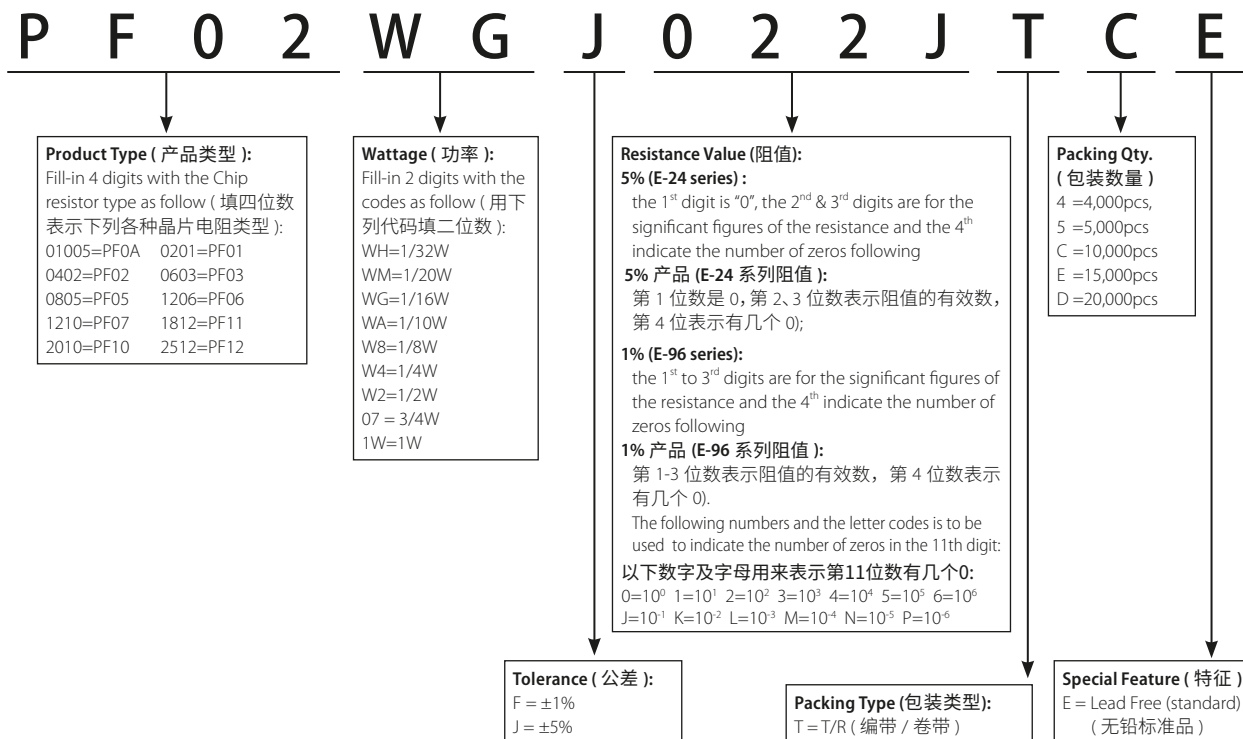 PF02WGJ022JTCE
Product Type ( 产品类型 ):
Fill-in 4 digits with the Chip
resistor type as follow ( 填四位数
表示下列各种晶片电阻类型 ):
01005=PF0A 0201=PF01
0402=PF02 0603=PF03
0805=PF05 1206=PF06
1210=PF07 1812=PF11
2010=PF10 2512=PF12
Wattage ( 功率 ):
Fill-in 2 digits with the
codes as follow ( 用下
列代码填二位数 ):
WH=1/32W
WM=1/20W
WG=1/16W
WA=1/10W
W8=1/8W
W4=1/4W
W2=1/2W
07 = 3/4W
1W=1W
Resistance Value (阻值):
5% (E-24 series) :
the 1st digit is "0", the 2nd & 3rd digits are for the
significant figures of the resistance and the 4th
indicate the number of zeros following
5% 产品 (E-24 系列阻值 ):
第 1 位数是 0, 第 2、3 位数表示阻值的有效数,
第 4 位表示有几个 0);
1% (E-96 series):
the 1st to 3rd digits are for the significant figures of
the resistance and the 4th indicate the number of
zeros following
1% 产品 (E-96 系列阻值 ):
第 1-3 位数表示阻值的有效数，第 4 位数表示
有几个 0).
The following numbers and the letter codes is to be
used to indicate the number of zeros in the 11th digit:
以下数字及字母用来表示第11位数有几个0:
0=10⁰ 1=10¹ 2=10² 3=10³ 4=10⁴ 5=10⁵ 6=10⁶
J=10⁻¹ K=10⁻² L=10⁻³ M=10⁻⁴ N=10⁻⁵ P=10⁻⁶
Packing Qty.
( 包装数量 )
4 =4,000pcs,
5 =5,000pcs
C =10,000pcs
E =15,000pcs
D =20,000pcs
Tolerance ( 公差 ):
F = ±1%
J = ±5%
Packing Type (包装类型):
T = T/R ( 编带 / 卷带 )
Special Feature ( 特征 )
E = Lead Free (standard)
( 无铅标准品 )